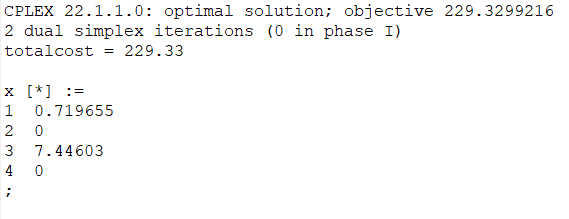 CPLEX 22.1.1.0: optimal solution; objective 229.3299216
2 dual simplex iterations (0 in phase I)
totalcost = 229.33
x [*] :=
1 0.719655
2 0
3 7.44603
4 0
;